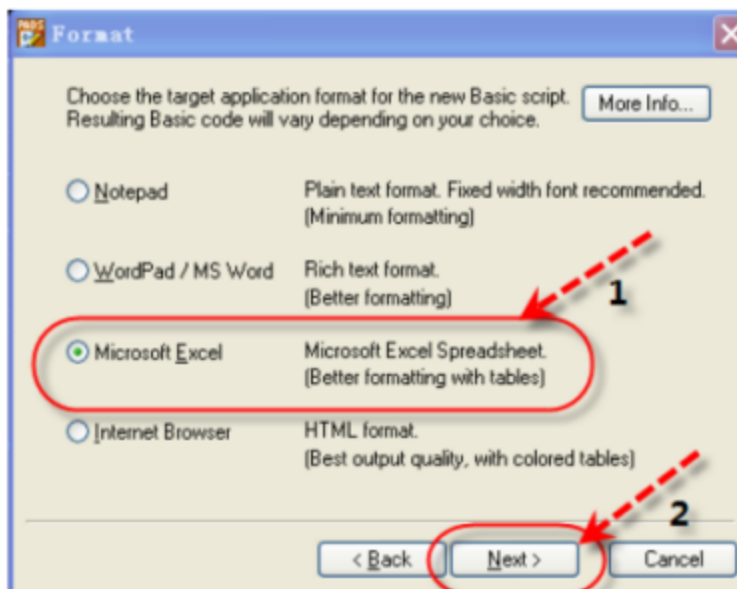 PADS
Format
Choose the target application format for the new Basic script.
Resulting Basic code will vary depending on your choice.
More Info...
Notepad
Plain text format. Fixed width font recommended.
(Minimum formatting)
WordPad / MS Word
Rich text format.
(Better formatting)
1
Microsoft Excel
Microsoft Excel Spreadsheet.
(Better formatting with tables)
Internet Browser
HTML format.
(Best output quality, with colored tables)
2
< Back
Next >
Cancel